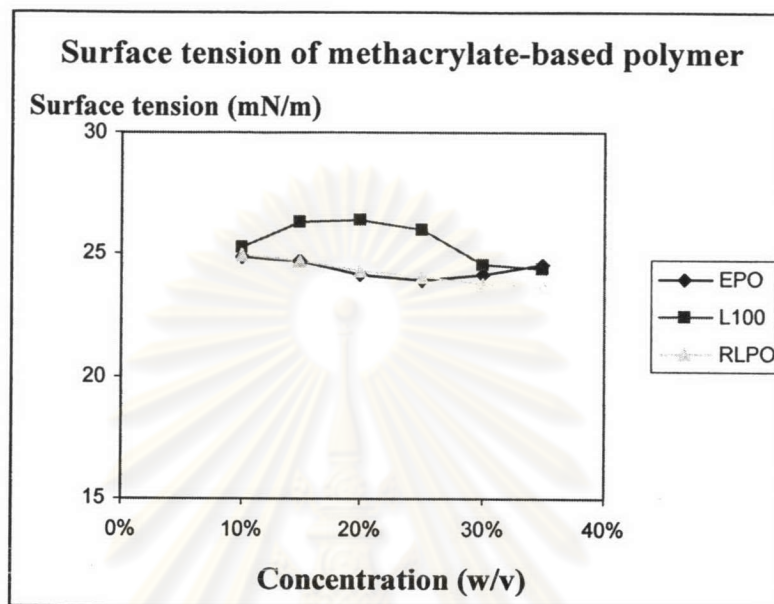 Surface tension of methacrylate-based polymer
Surface tension (mN/m)
30
25
20
15
0%
10%
20%
30%
40%
Concentration (w/v)
EPO
L100
RLPO